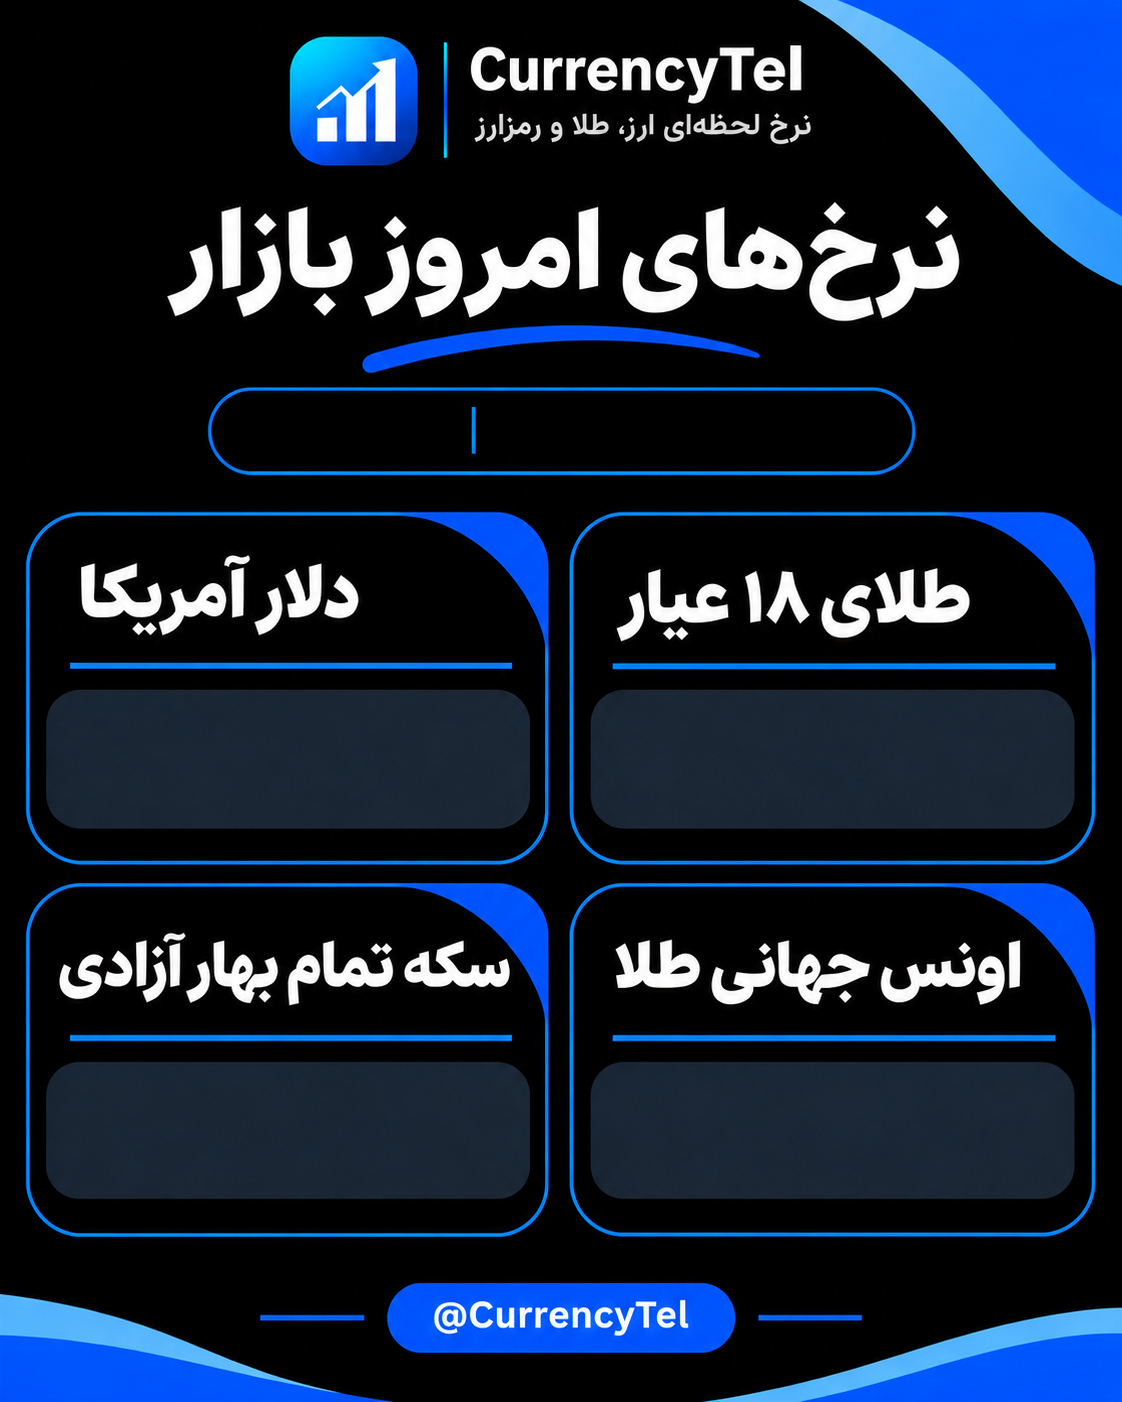 CurrencyTel
نرخ لحظه‌ای ارز، طلا و رمزارز
نرخ‌های امروز بازار
طلای ۱۸ عیار
دلار آمریکا
اونس جهانی طلا
سکه تمام بهار آزادی
@CurrencyTel